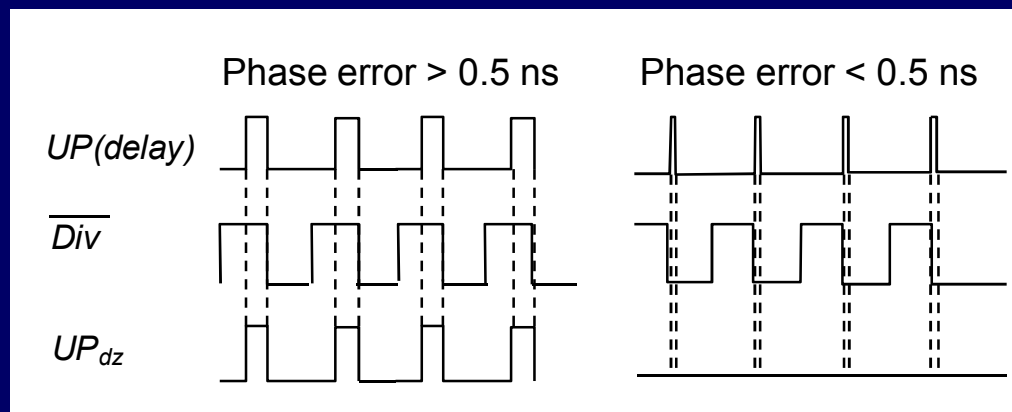 Phase error > 0.5 ns
Phase error < 0.5 ns
UP(delay)
Div
UPdz